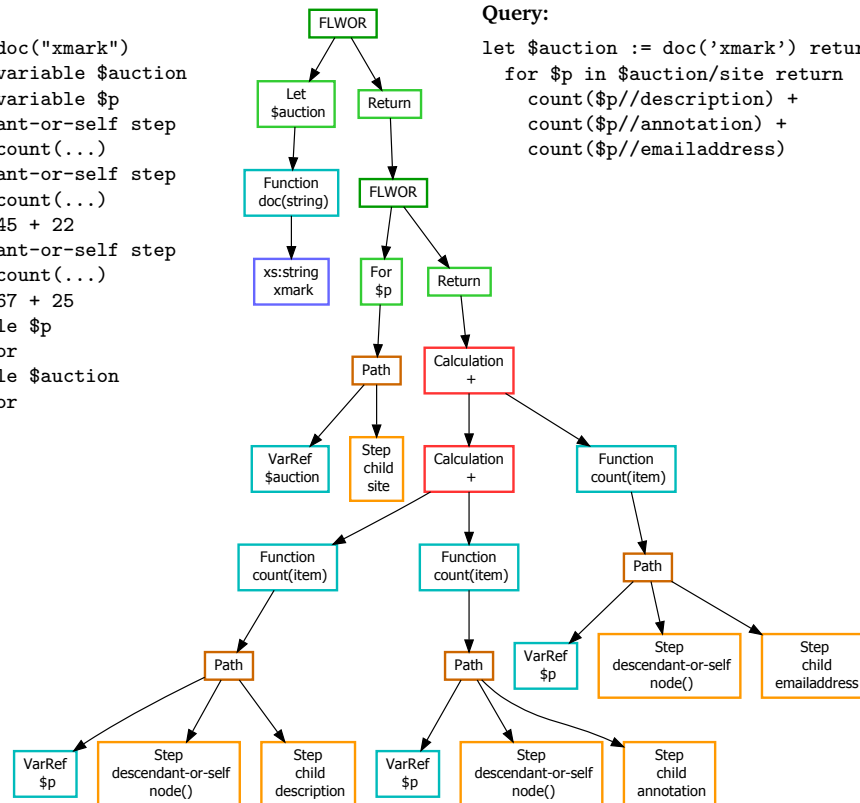 doc("xmark")
variable $auction
variable $p
ant-or-self step
count(...)
ant-or-self step
count(...)
45 + 22
ant-or-self step
count(...)
67 + 25
le $p
or
le $auction
or
Query:
let $auction := doc('xmark') retur
for $p in $auction/site return
count($p//description) +
count($p//annotation) +
count($p//emailaddress)
FLWOR
Let
$auction
Return
Function
doc(string)
FLWOR
xs:string
xmark
For
$p
Return
Path
Calculation
+
VarRef
$auction
Step
child
site
Calculation
+
Function
count(item)
Function
count(item)
Function
count(item)
Path
VarRef
$p
Step
descendant-or-self
node()
Step
child
emailaddress
Path
Path
VarRef
$p
Step
descendant-or-self
node()
Step
child
description
VarRef
$p
Step
descendant-or-self
node()
Step
child
annotation